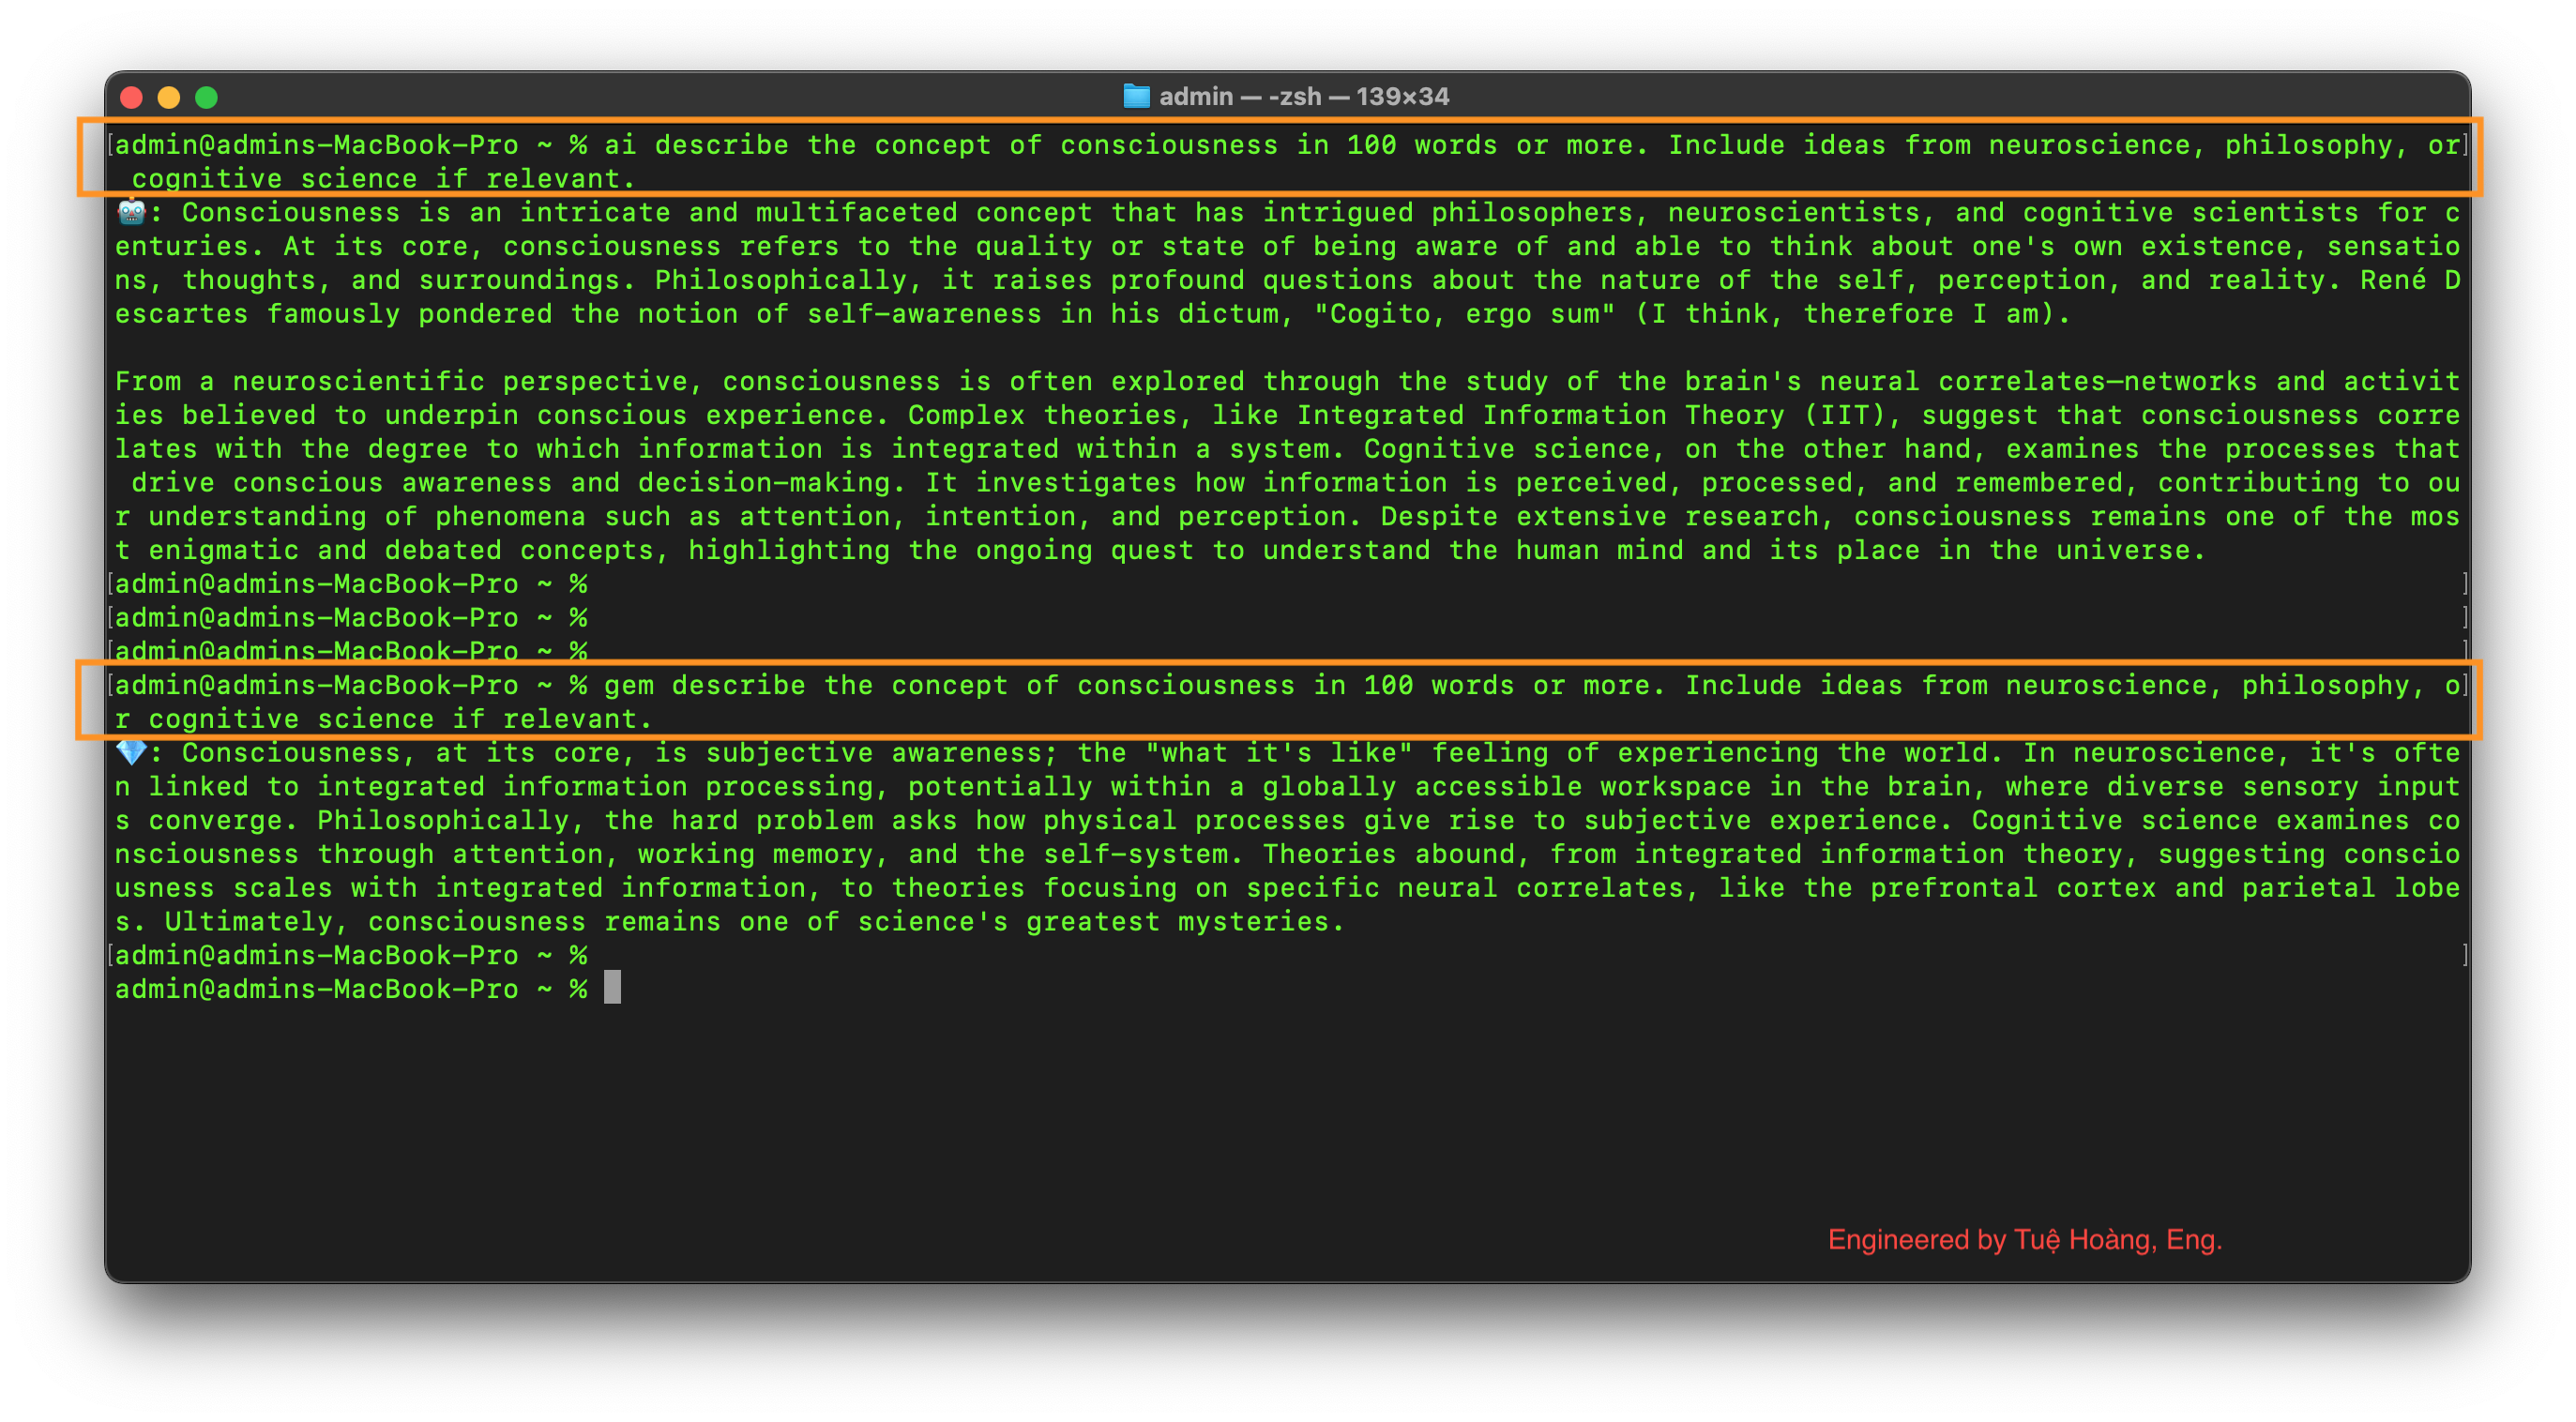 admin — -zsh — 139×34
[admin@admins-MacBook-Pro ~ % ai describe the concept of consciousness in 100 words or more. Include ideas from neuroscience, philosophy, or]
 cognitive science if relevant.
🤖: Consciousness is an intricate and multifaceted concept that has intrigued philosophers, neuroscientists, and cognitive scientists for c
enturies. At its core, consciousness refers to the quality or state of being aware of and able to think about one's own existence, sensatio
ns, thoughts, and surroundings. Philosophically, it raises profound questions about the nature of the self, perception, and reality. René D
escartes famously pondered the notion of self-awareness in his dictum, "Cogito, ergo sum" (I think, therefore I am).
From a neuroscientific perspective, consciousness is often explored through the study of the brain's neural correlates—networks and activit
ies believed to underpin conscious experience. Complex theories, like Integrated Information Theory (IIT), suggest that consciousness corre
lates with the degree to which information is integrated within a system. Cognitive science, on the other hand, examines the processes that
 drive conscious awareness and decision-making. It investigates how information is perceived, processed, and remembered, contributing to ou
r understanding of phenomena such as attention, intention, and perception. Despite extensive research, consciousness remains one of the mos
t enigmatic and debated concepts, highlighting the ongoing quest to understand the human mind and its place in the universe.
[admin@admins-MacBook-Pro ~ % ]
[admin@admins-MacBook-Pro ~ % ]
[admin@admins-MacBook-Pro ~ % ]
[admin@admins-MacBook-Pro ~ % gem describe the concept of consciousness in 100 words or more. Include ideas from neuroscience, philosophy, o]
r cognitive science if relevant.
💎: Consciousness, at its core, is subjective awareness; the "what it's like" feeling of experiencing the world. In neuroscience, it's ofte
n linked to integrated information processing, potentially within a globally accessible workspace in the brain, where diverse sensory input
s converge. Philosophically, the hard problem asks how physical processes give rise to subjective experience. Cognitive science examines co
nsciousness through attention, working memory, and the self-system. Theories abound, from integrated information theory, suggesting conscio
usness scales with integrated information, to theories focusing on specific neural correlates, like the prefrontal cortex and parietal lobe
s. Ultimately, consciousness remains one of science's greatest mysteries.
[admin@admins-MacBook-Pro ~ % ]
admin@admins-MacBook-Pro ~ %
Engineered by Tuệ Hoàng, Eng.